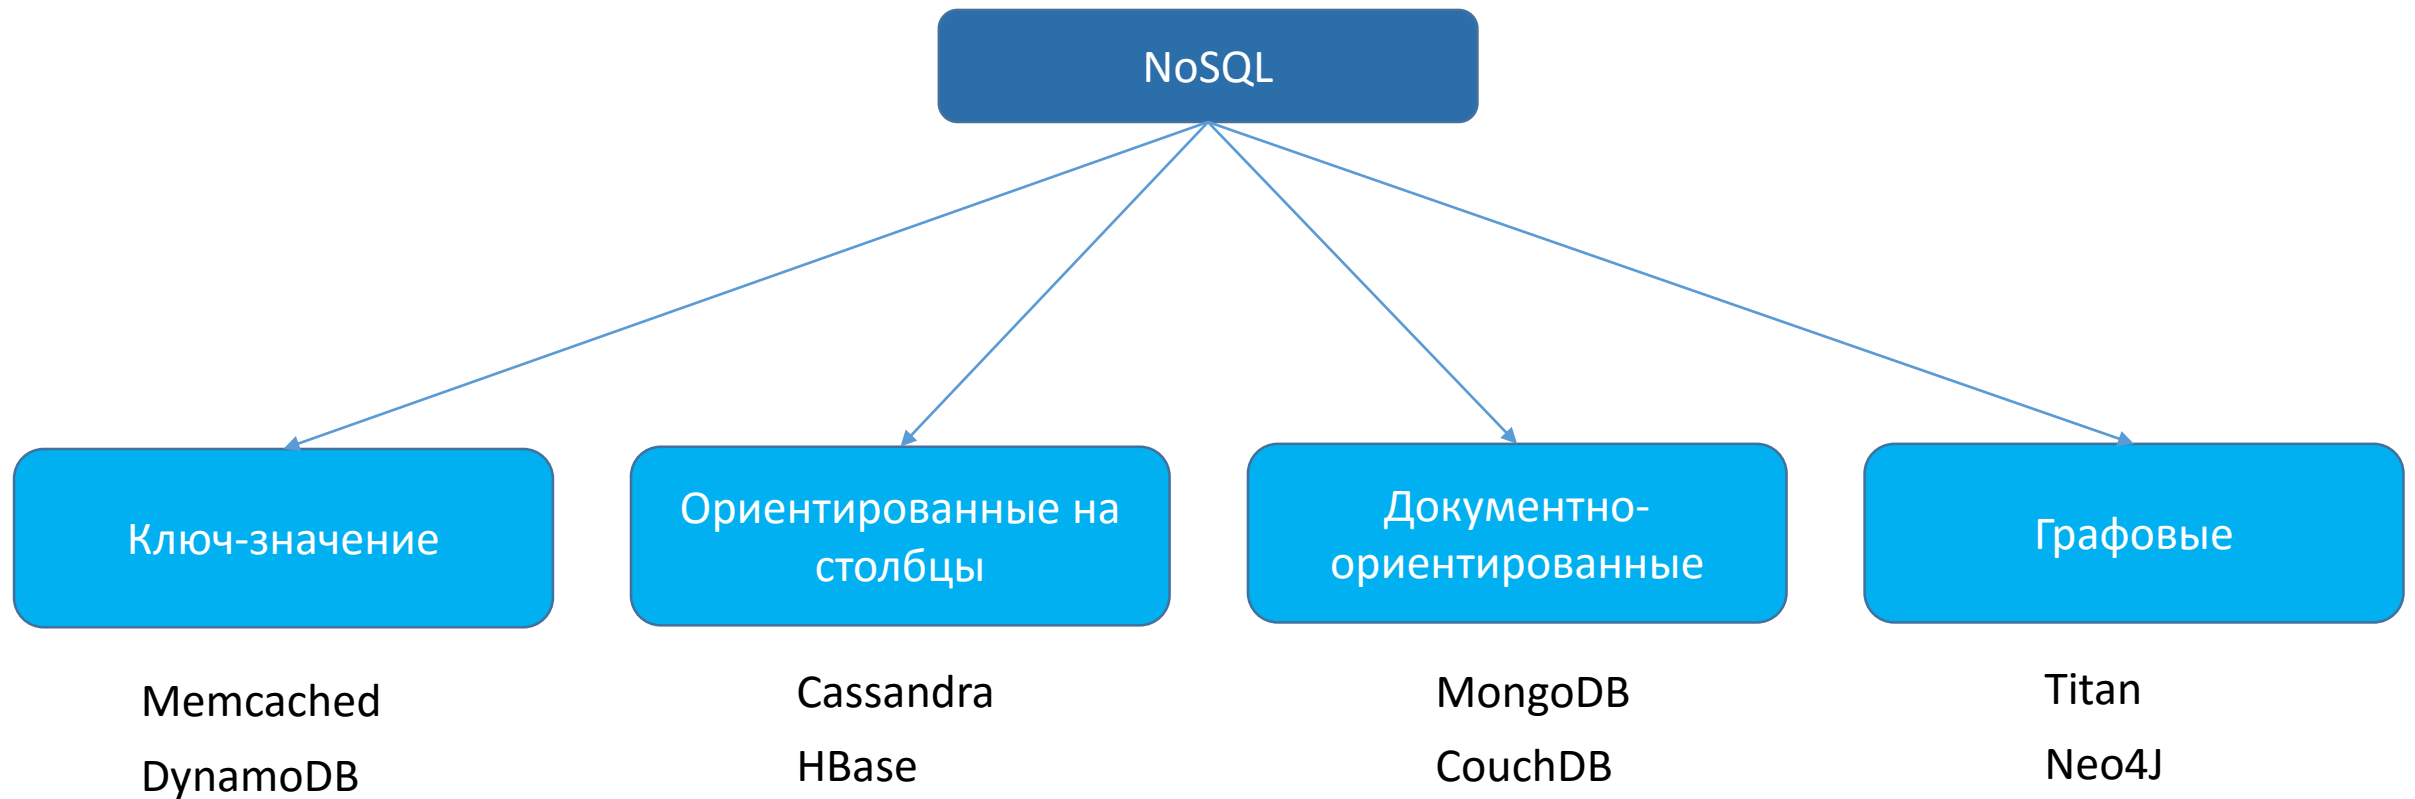 NoSQL
Ключ-значение
Ориентированные на
столбцы
Документно-
ориентированные
Графовые
Memcached
DynamoDB
Cassandra
HBase
MongoDB
CouchDB
Titan
Neo4J